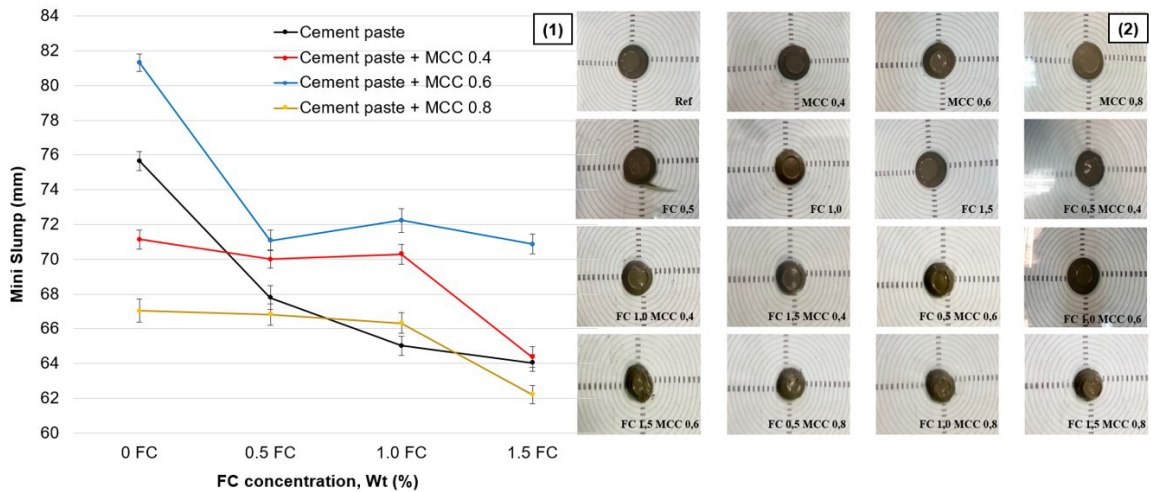 84
82
80
78
76
74
72
70
68
66
64
62
60
Mini Slump (mm)
Cement paste
Cement paste + MCC 0.4
Cement paste + MCC 0.6
Cement paste + MCC 0.8
0 FC
0.5 FC
1.0 FC
1.5 FC
FC concentration, Wt (%)
(1)
(2)
Ref
MCC 0,4
MCC 0,6
MCC 0,8
FC 0,5
FC 1,0
FC 1,5
FC 0,5 MCC 0,4
FC 1,0 MCC 0,4
FC 1,5 MCC 0,4
FC 0,5 MCC 0,6
FC 1,0 MCC 0,6
FC 1,5 MCC 0,6
FC 0,5 MCC 0,8
FC 1,0 MCC 0,8
FC 1,5 MCC 0,8